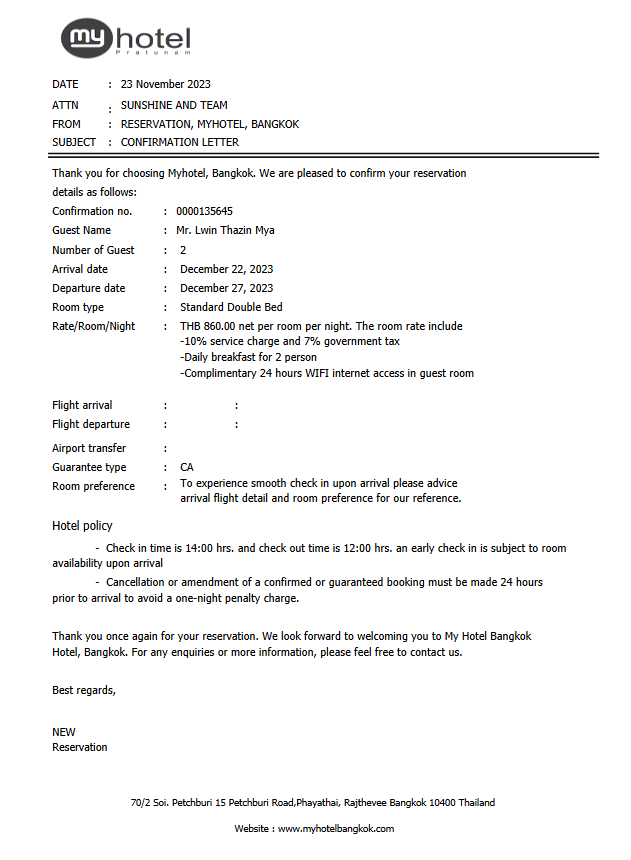 my hotel
Pratunam
DATE : 23 November 2023
ATTN : SUNSHINE AND TEAM
FROM : RESERVATION, MYHOTEL, BANGKOK
SUBJECT : CONFIRMATION LETTER
Thank you for choosing Myhotel, Bangkok. We are pleased to confirm your reservation
details as follows:
Confirmation no. : 0000135645
Guest Name : Mr. Lwin Thazin Mya
Number of Guest : 2
Arrival date : December 22, 2023
Departure date : December 27, 2023
Room type : Standard Double Bed
Rate/Room/Night : THB 860.00 net per room per night. The room rate include
-10% service charge and 7% government tax
-Daily breakfast for 2 person
-Complimentary 24 hours WIFI internet access in guest room
Flight arrival : :
Flight departure : :
Airport transfer :
Guarantee type : CA
Room preference : To experience smooth check in upon arrival please advice
arrival flight detail and room preference for our reference.
Hotel policy
- Check in time is 14:00 hrs. and check out time is 12:00 hrs. an early check in is subject to room
availability upon arrival
- Cancellation or amendment of a confirmed or guaranteed booking must be made 24 hours
prior to arrival to avoid a one-night penalty charge.
Thank you once again for your reservation. We look forward to welcoming you to My Hotel Bangkok
Hotel, Bangkok. For any enquiries or more information, please feel free to contact us.
Best regards,
NEW
Reservation
70/2 Soi. Petchburi 15 Petchburi Road,Phayathai, Rajthevee Bangkok 10400 Thailand
Website : www.myhotelbangkok.com